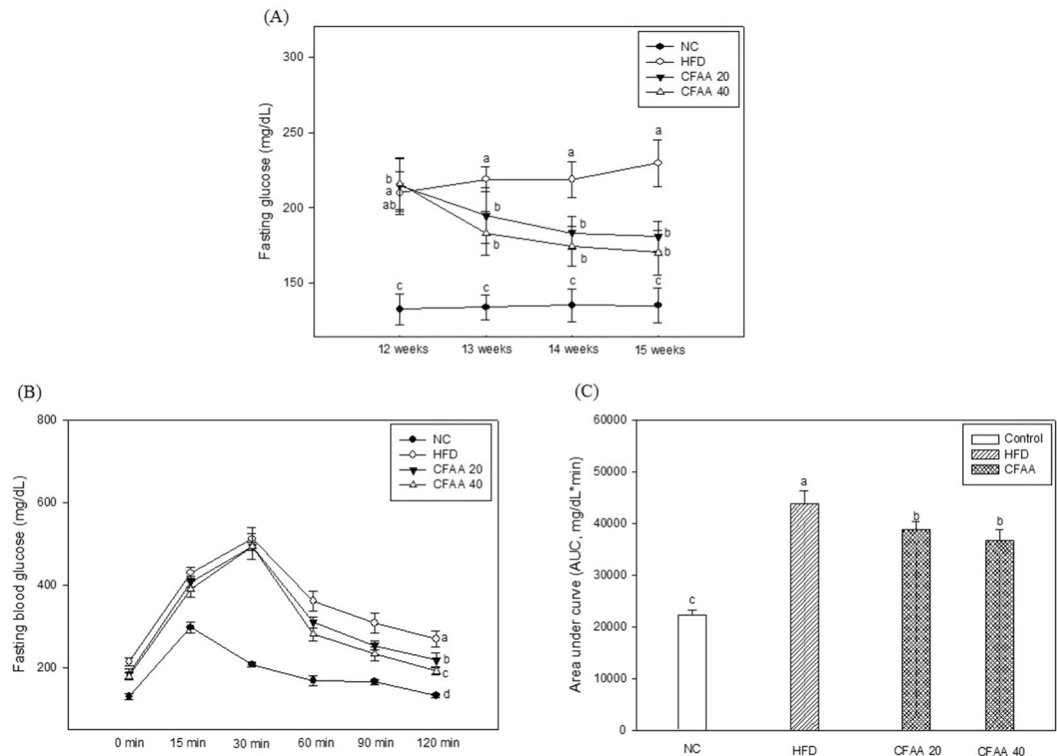 (A)
Fasting glucose (mg/dL)
300
250
200
150
NC
HFD
CFAA 20
CFAA 40
b
a
ab
c
a
b
b
c
a
b
b
c
a
b
b
c
12 weeks 13 weeks 14 weeks 15 weeks
(B)
Fasting blood glucose (mg/dL)
800
600
400
200
NC
HFD
CFAA 20
CFAA 40
a
b
c
d
0 min 15 min 30 min 60 min 90 min 120 min
(C)
Area under curve (AUC, mg/dL*min)
60000
50000
40000
30000
20000
10000
0
Control
HFD
CFAA
c
a
b
b
NC HFD CFAA 20 CFAA 40